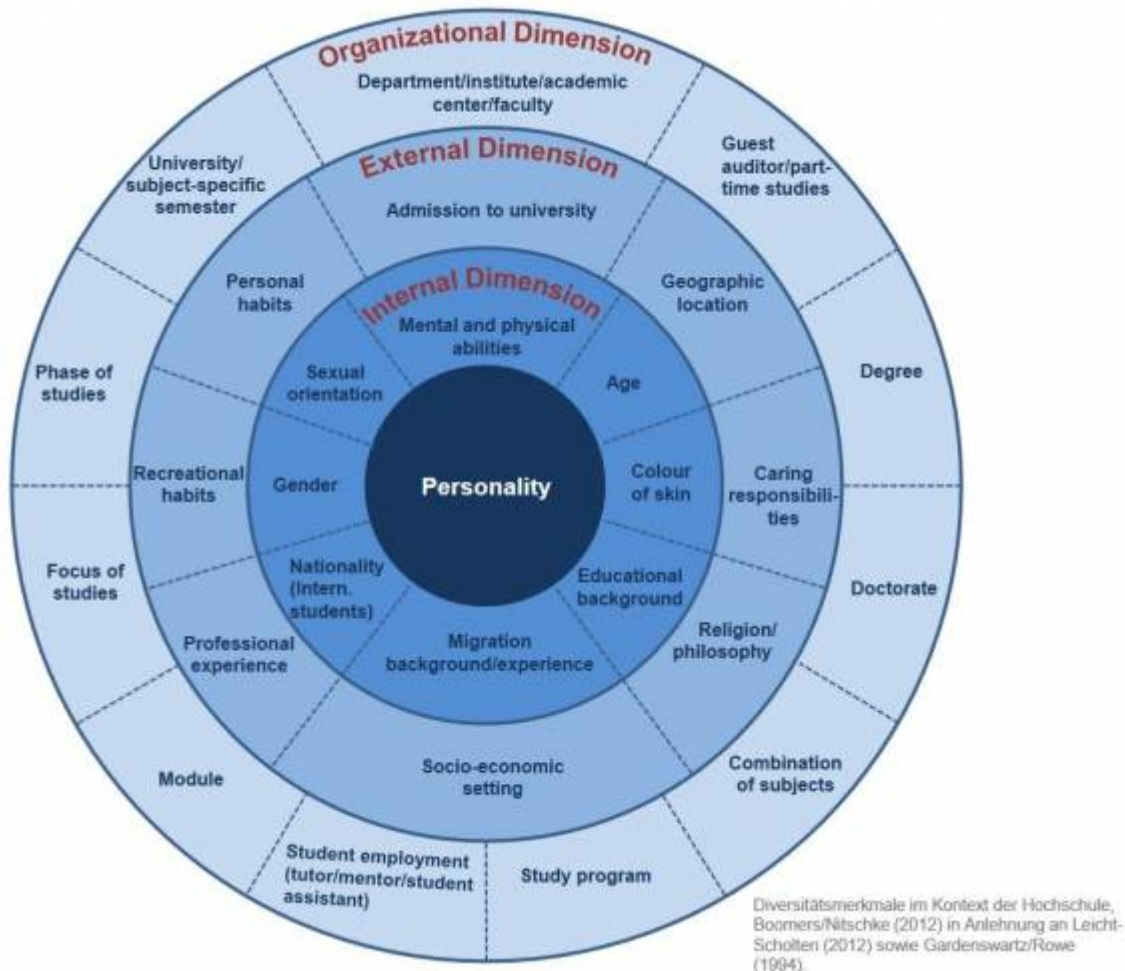 Organizational Dimension
Department/institute/academic
center/faculty
Guest
auditor/part-
time studies
Degree
Doctorate
Combination
of subjects
Study program
Student employment
(tutor/mentor/student
assistant)
Module
Focus of
studies
Phase of
studies
University/
subject-specific
semester
External Dimension
Admission to university
Geographic
location
Caring
responsibili-
ties
Religion/
philosophy
Socio-economic
setting
Professional
experience
Recreational
habits
Personal
habits
Internal Dimension
Mental and physical
abilities
Age
Colour
of skin
Educational
background
Migration
background/experience
Nationality
(Intern.
students)
Gender
Sexual
orientation
Personality
Diversitätsmerkmale im Kontext der Hochschule,
Boomers/Nitschke (2012) in Anlehnung an Leicht-
Scholten (2012) sowie Gardenswartz/Rowe
(1994).